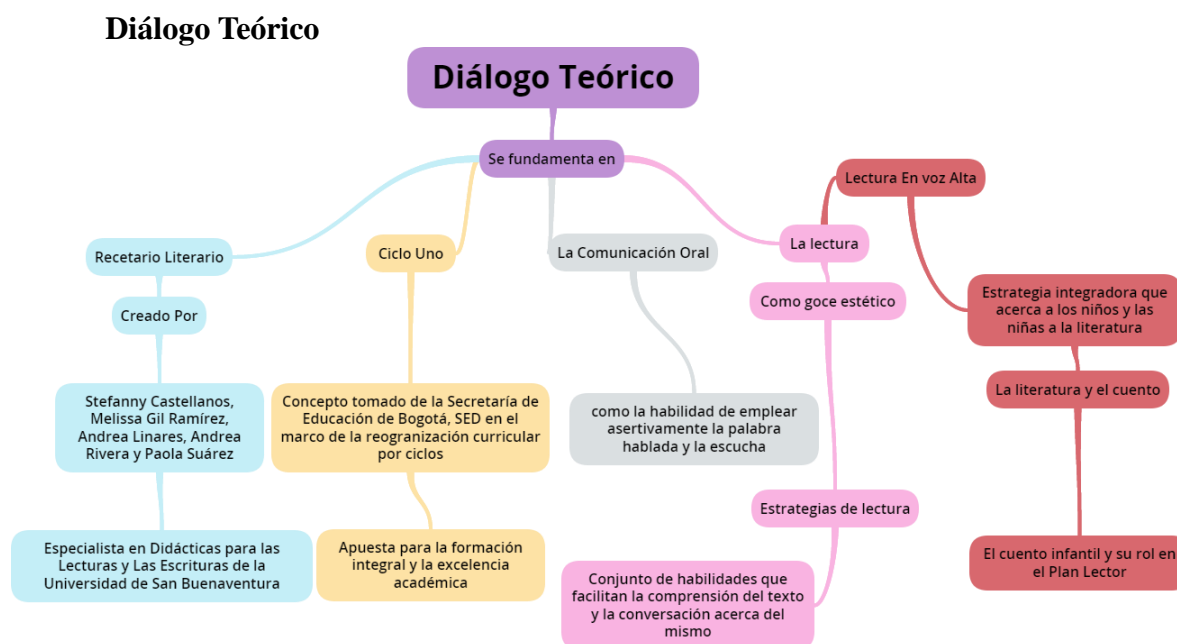 Diálogo Teórico
Diálogo Teórico
Se fundamenta en
Recetario Literario
Creado Por
Stefanny Castellanos,
Melissa Gil Ramírez,
Andrea Linares, Andrea
Rivera y Paola Suárez
Especialista en Didácticas para las
Lecturas y Las Escrituras de la
Universidad de San Buenaventura
Ciclo Uno
Concepto tomado de la Secretaría de
Educación de Bogotá, SED en el
marco de la reogranización curricular
por ciclos
Apuesta para la formación
integral y la excelencia
académica
La Comunicación Oral
como la habilidad de emplear
asertivamente la palabra
hablada y la escucha
La lectura
Como goce estético
Estrategias de lectura
Conjunto de habilidades que
facilitan la comprensión del texto
y la conversación acerca del
mismo
Lectura En voz Alta
Estrategia integradora que
acerca a los niños y las
niñas a la literatura
La literatura y el cuento
El cuento infantil y su rol en
el Plan Lector